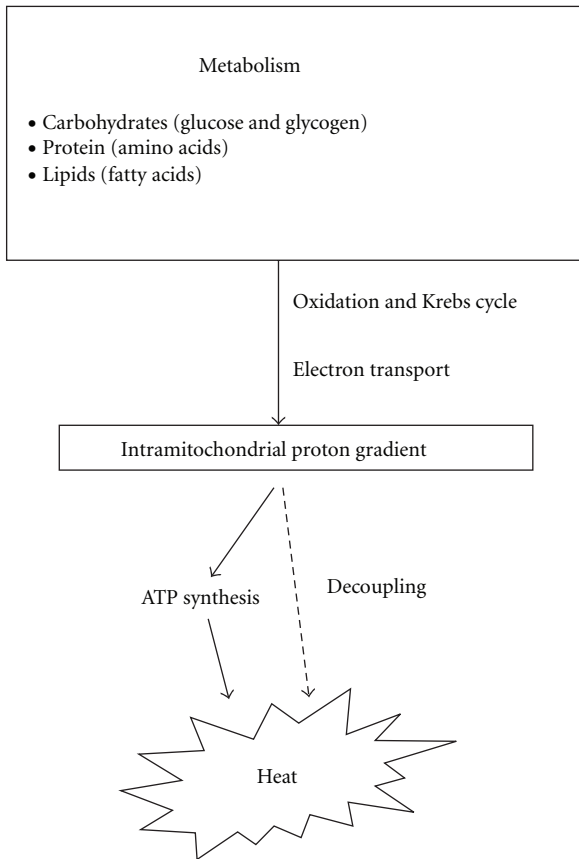 Metabolism
• Carbohydrates (glucose and glycogen)
• Protein (amino acids)
• Lipids (fatty acids)
Oxidation and Krebs cycle
Electron transport
Intramitochondrial proton gradient
ATP synthesis
Decoupling
Heat